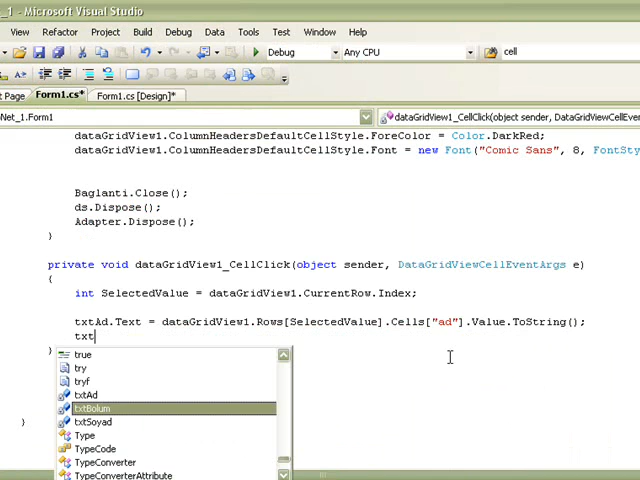 _1 - Microsoft Visual Studio
View Refactor Project Build Debug Data Tools Test Window Help
Debug Any CPU cell
t Page Form1.cs* Form1.cs [Design]*
Net_1.Form1 dataGridView1_CellClick(object sender, DataGridViewCellEven
dataGridView1.ColumnHeadersDefaultCellStyle.ForeColor = Color.DarkRed;
dataGridView1.ColumnHeadersDefaultCellStyle.Font = new Font("Comic Sans", 8, FontSty
Baglanti.Close();
ds.Dispose();
Adapter.Dispose();
}
private void dataGridView1_CellClick(object sender, DataGridViewCellEventArgs e)
{
int SelectedValue = dataGridView1.CurrentRow.Index;
txtAd.Text = dataGridView1.Rows[SelectedValue].Cells["ad"].Value.ToString();
txt
}
true
try
tryf
txtAd
txtBolum
txtSoyad
Type
TypeCode
TypeConverter
TypeConverterAttribute
}